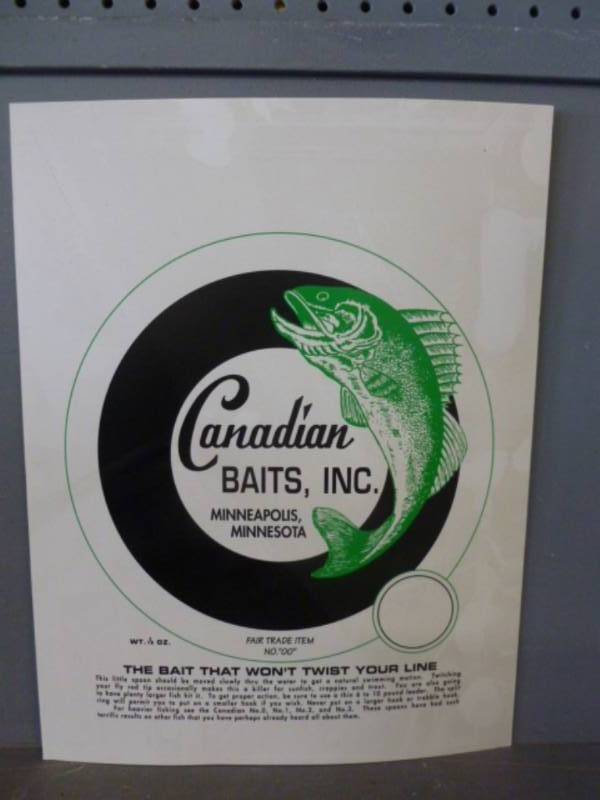 Canadian
BAITS, INC.
MINNEAPOLIS,
MINNESOTA
WT. ¼ OZ.
FAIR TRADE ITEM
NO. "00"
THE BAIT THAT WON'T TWIST YOUR LINE
This little spoon should be moved slowly thru the water to get a natural swimming motion. Twitching
your fly rod tip occasionally makes this a killer for sunfish, crappies and trout. You are also going
to have plenty larger fish hit it. To get proper action, be sure to use a thin 6 to 10 pound leader. The split
ring will permit you to put on a smaller hook if you wish. Never put on a larger hook or trebble hook.
For heavier fishing see the Canadian No.0, No.1, No.2, and No.3. These spoons have had such
terrific results on other fish that you have perhaps already heard all about them.